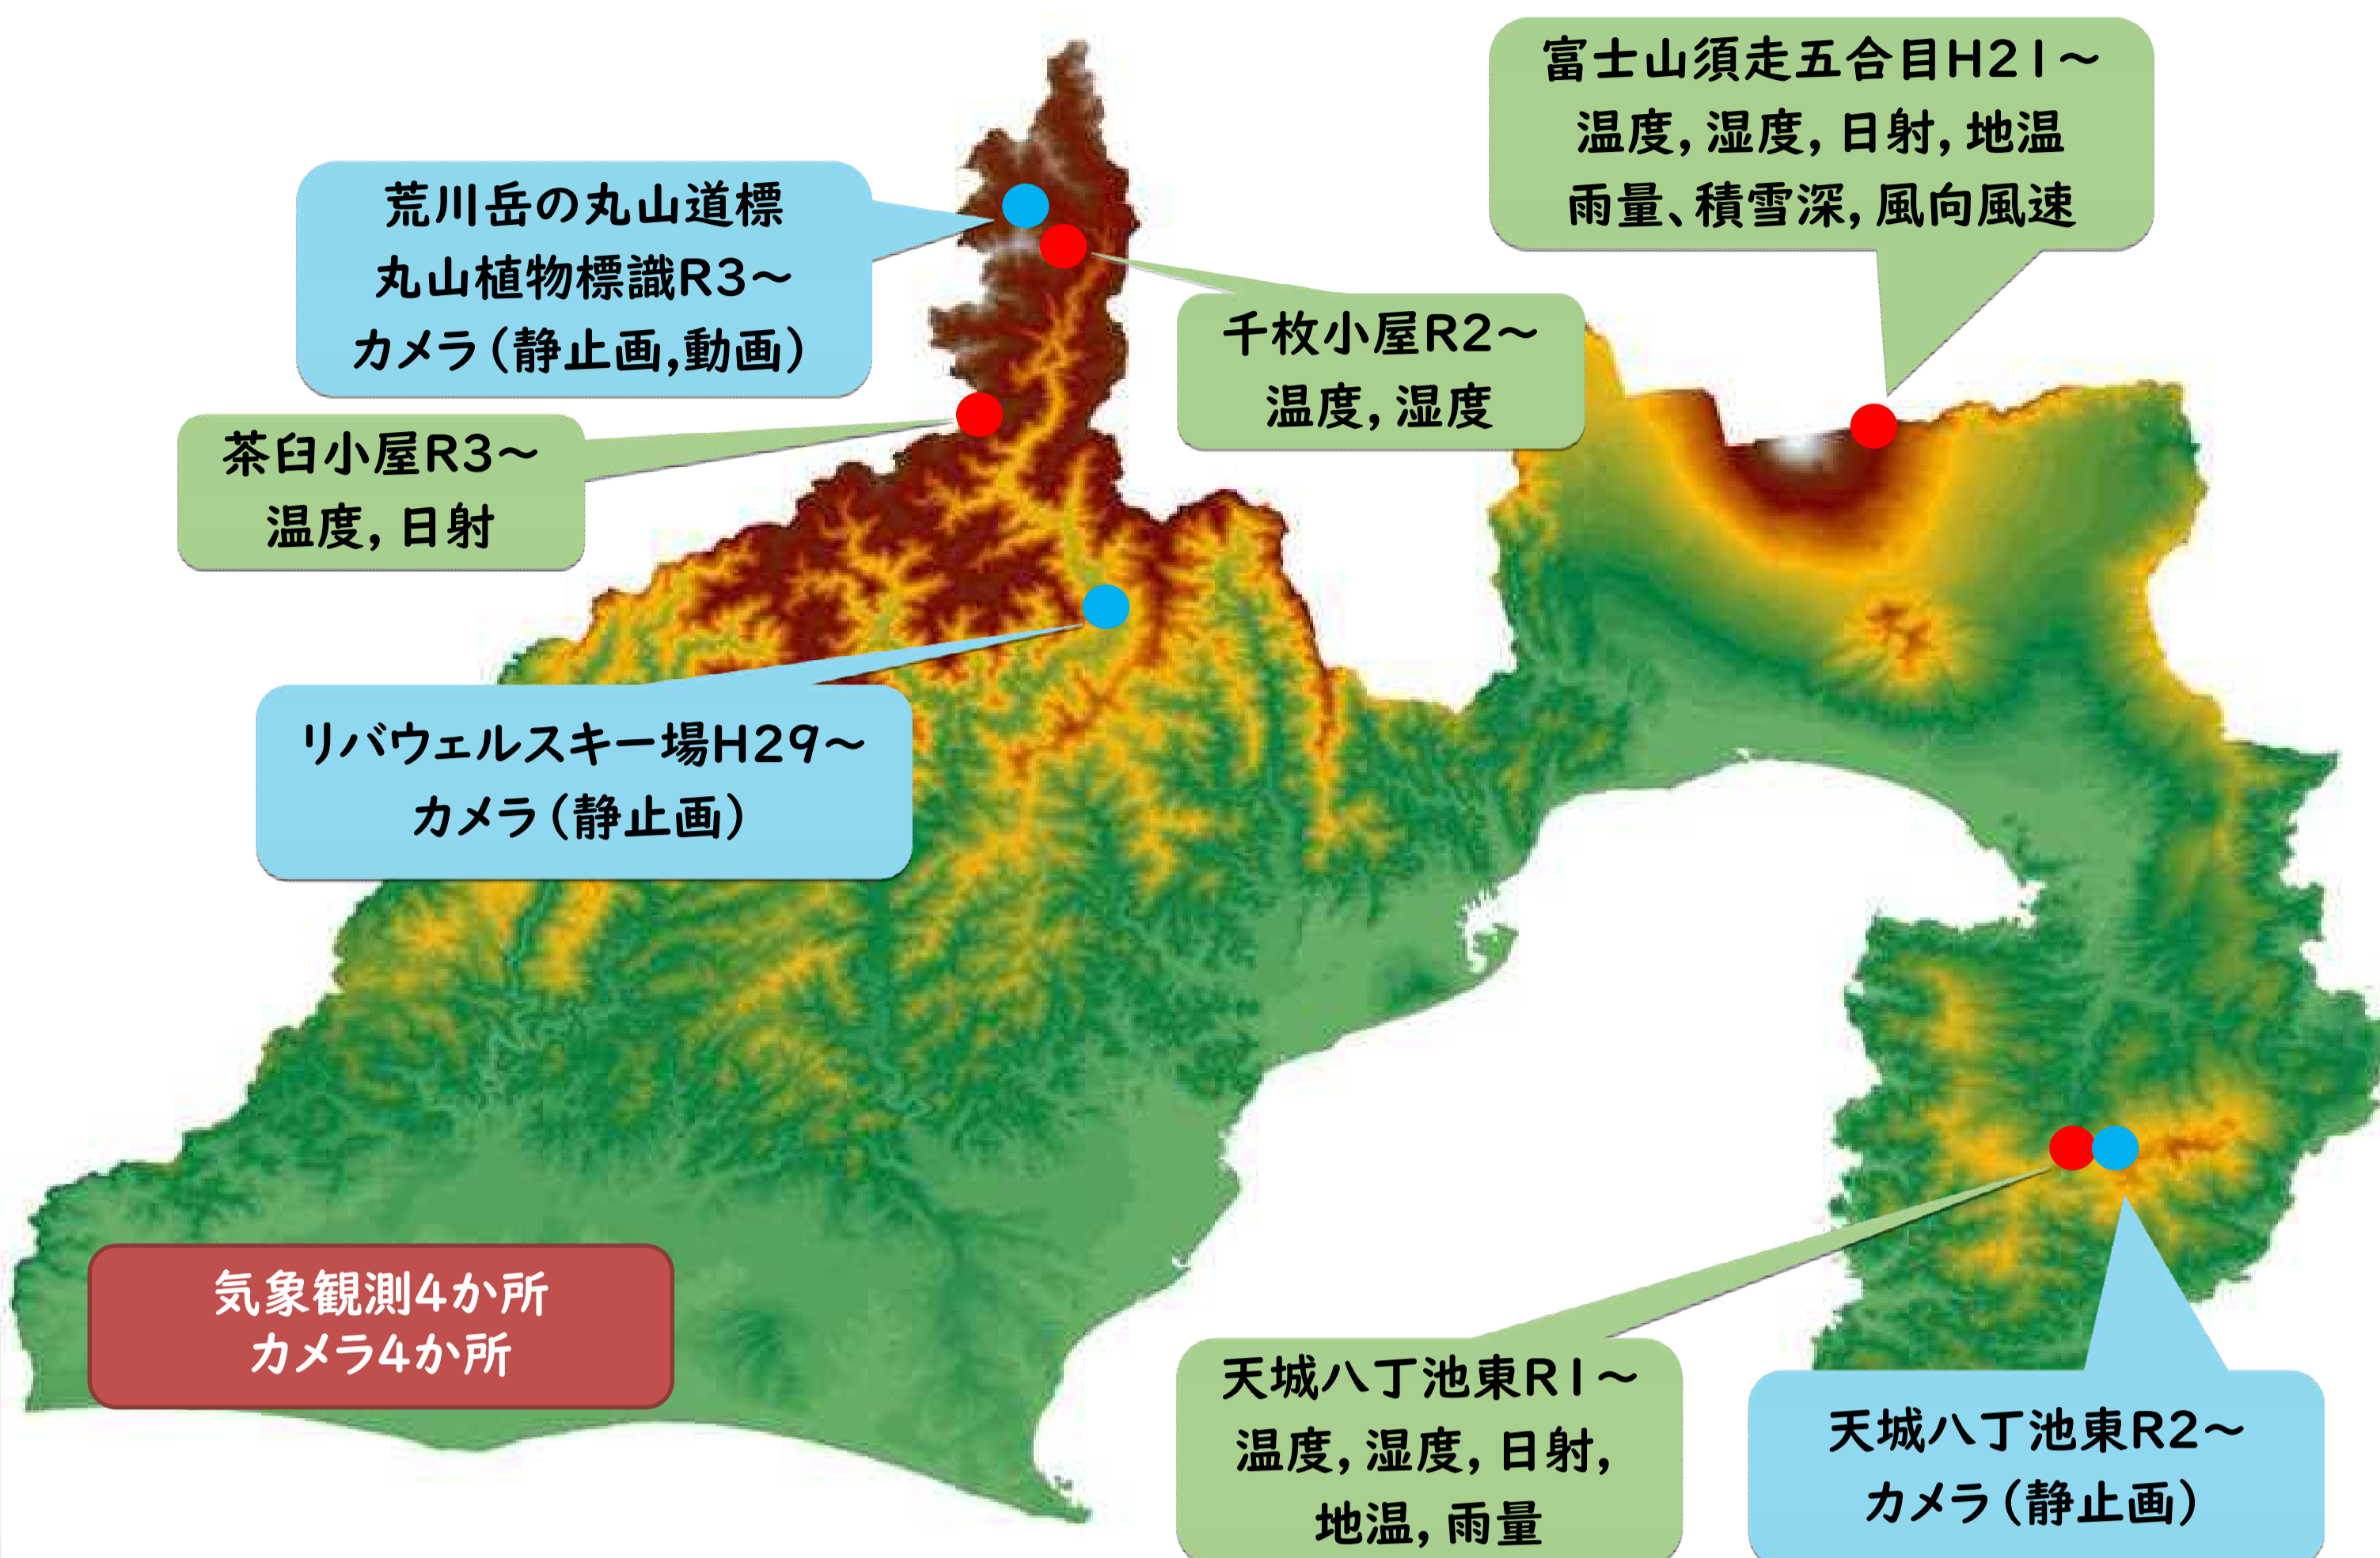 富士山須走五合目H21～
温度,湿度,日射,地温
雨量、積雪深,風向風速
荒川岳の丸山道標
丸山植物標識R3～
カメラ(静止画,動画)
千枚小屋R2～
温度,湿度
茶臼小屋R3～
温度,日射
リバウェルスキー場H29～
カメラ(静止画)
気象観測4か所
カメラ4か所
天城八丁池東R1～
温度,湿度,日射,
地温,雨量
天城八丁池東R2～
カメラ(静止画)